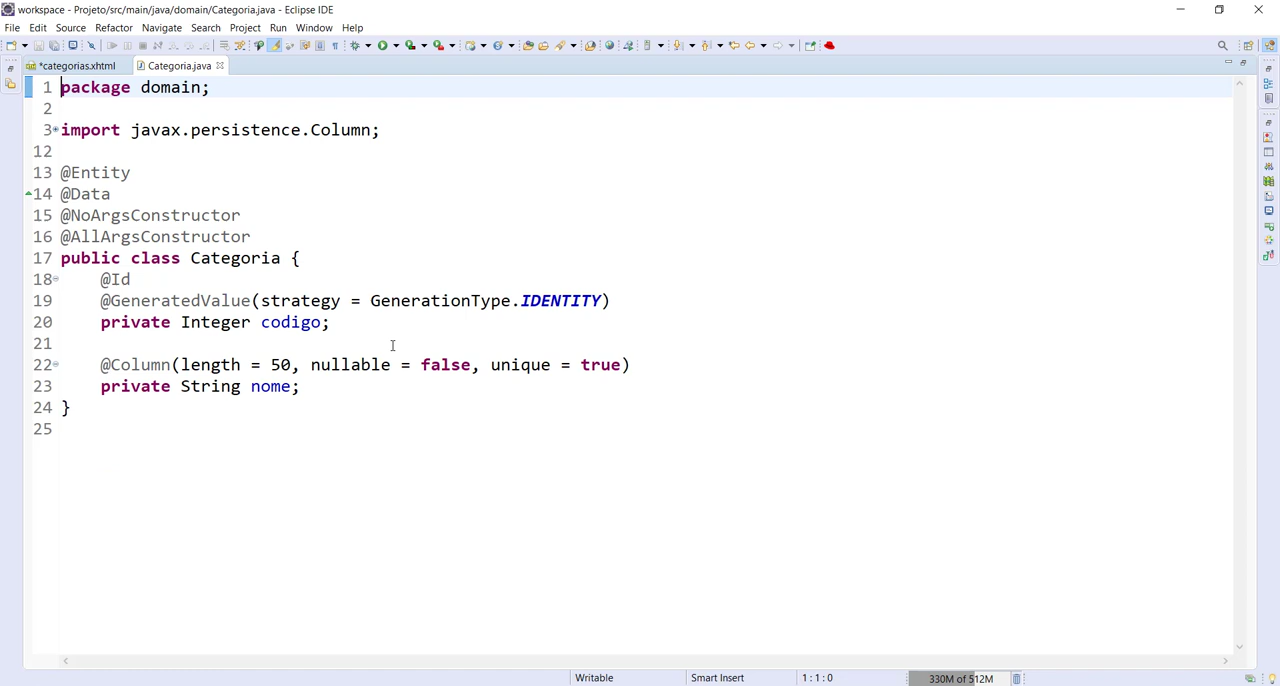 workspace - Projeto/src/main/java/domain/Categoria.java - Eclipse IDE
File Edit Source Refactor Navigate Search Project Run Window Help
*categorias.xhtml Categoria.java
1 package domain;
2
3 import javax.persistence.Column;
12
13 @Entity
14 @Data
15 @NoArgsConstructor
16 @AllArgsConstructor
17 public class Categoria {
18 @Id
19 @GeneratedValue(strategy = GenerationType.IDENTITY)
20 private Integer codigo;
21
22 @Column(length = 50, nullable = false, unique = true)
23 private String nome;
24 }
25
Writable Smart Insert 1 : 1 : 0 330M of 512M